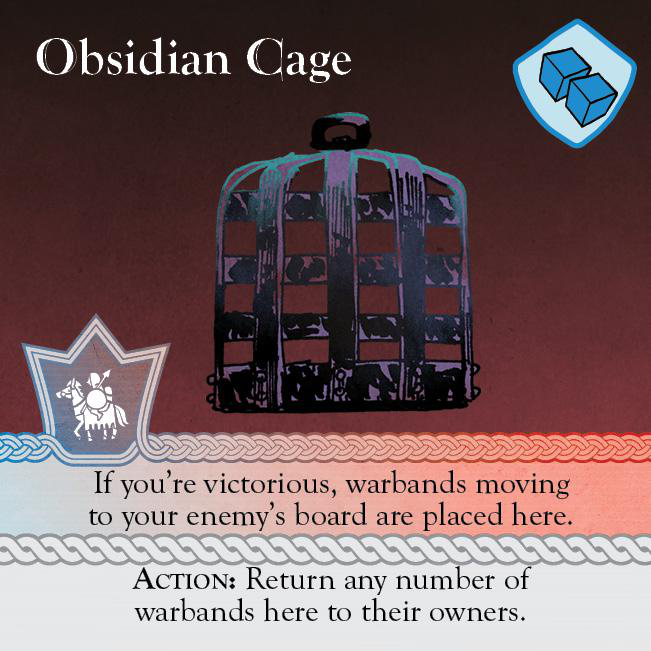 Obsidian Cage
If you're victorious, warbands moving
to your enemy's board are placed here.
ACTION: Return any number of
warbands here to their owners.